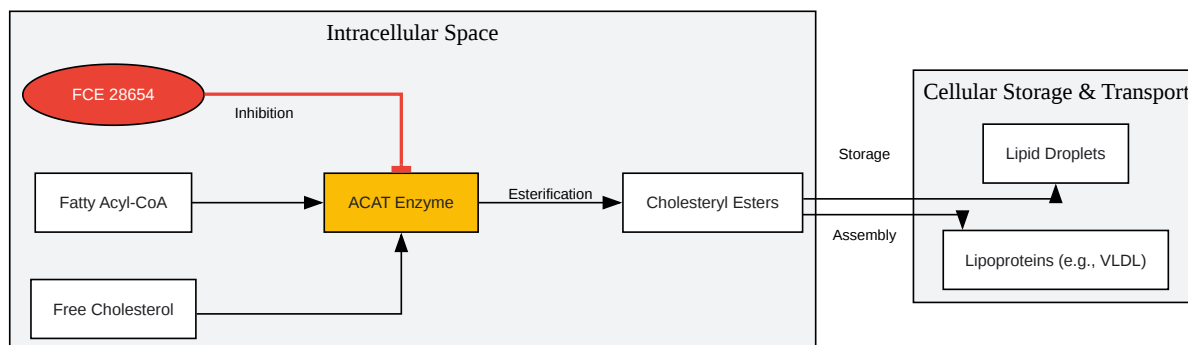 Intracellular Space
FCE 28654
Inhibition
Fatty Acyl-CoA
ACAT Enzyme
Esterification
Cholesteryl Esters
Free Cholesterol
Storage
Assembly
Cellular Storage & Transport
Lipid Droplets
Lipoproteins (e.g., VLDL)